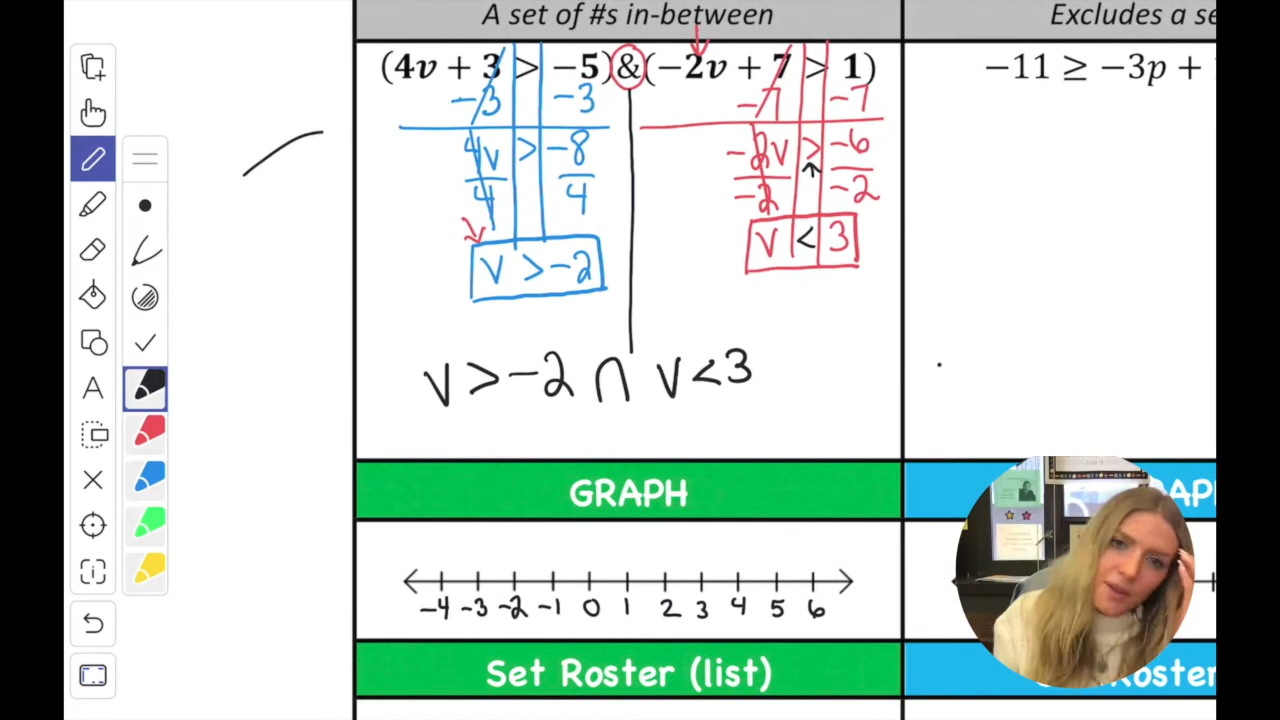 A set of #s in-between
Excludes a se
(4v + 3 > −5) & (−2v + 7 > 1)
−11 ≥ −3p +
−3 −3
−7 −7
4v > −8
−2v > −6
4 4
−2 −2
v > −2
v < 3
v > −2 ∩ v < 3
GRAPH
−4 −3 −2 −1 0 1 2 3 4 5 6
Set Roster (list)
A